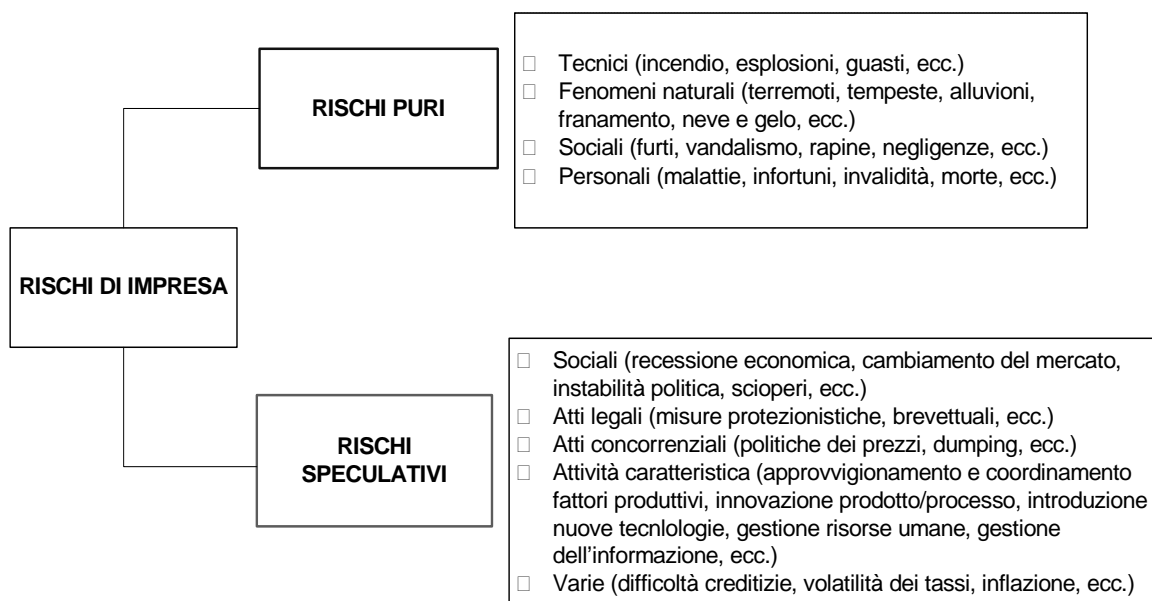 RISCHI PURI
□ Tecnici (incendio, esplosioni, guasti, ecc.)
□ Fenomeni naturali (terremoti, tempeste, alluvioni,
franamento, neve e gelo, ecc.)
□ Sociali (furti, vandalismo, rapine, negligenze, ecc.)
□ Personali (malattie, infortuni, invalidità, morte, ecc.)
RISCHI DI IMPRESA
RISCHI
SPECULATIVI
□ Sociali (recessione economica, cambiamento del mercato,
instabilità politica, scioperi, ecc.)
□ Atti legali (misure protezionistiche, brevettuali, ecc.)
□ Atti concorrenziali (politiche dei prezzi, dumping, ecc.)
□ Attività caratteristica (approvvigionamento e coordinamento
fattori produttivi, innovazione prodotto/processo, introduzione
nuove tecnlologie, gestione risorse umane, gestione
dell'informazione, ecc.)
□ Varie (difficoltà creditizie, volatilità dei tassi, inflazione, ecc.)